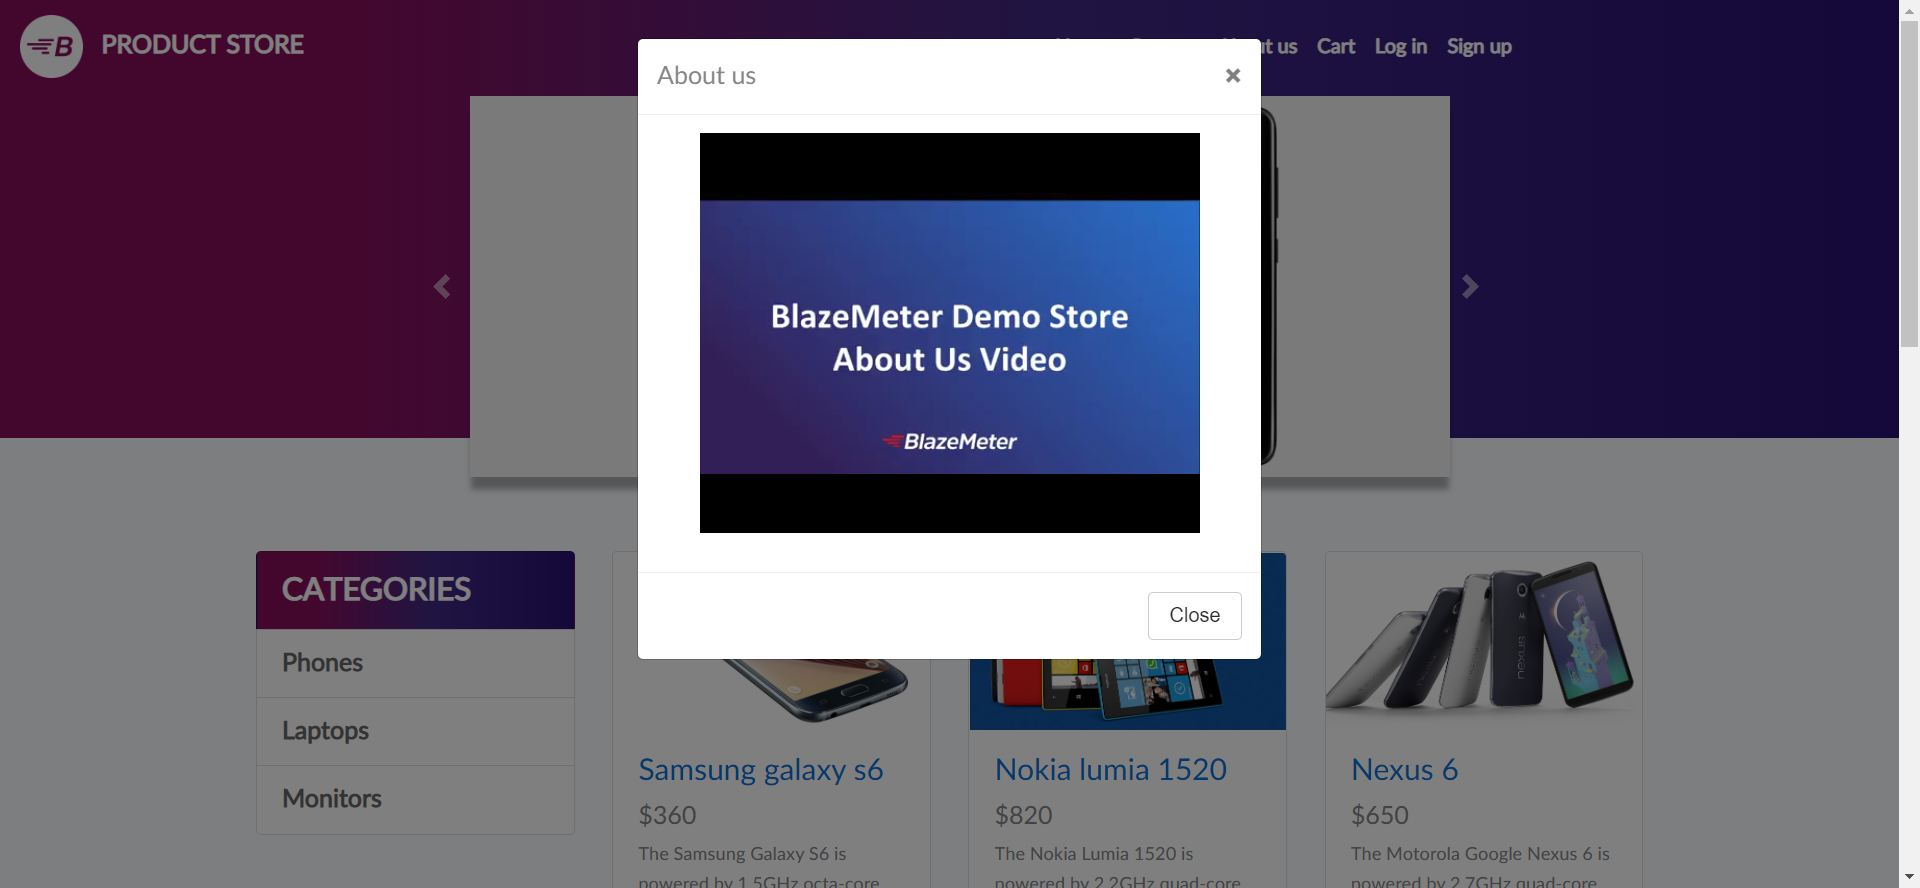 B PRODUCT STORE
ut us Cart Log in Sign up
About us
×
BlazeMeter Demo Store
About Us Video
BlazeMeter
Close
CATEGORIES
Phones
Laptops
Monitors
Samsung galaxy s6
$360
The Samsung Galaxy S6 is
powered by 1.5GHz octa-core
Nokia lumia 1520
$820
The Nokia Lumia 1520 is
powered by 2.2GHz quad-core
Nexus 6
$650
The Motorola Google Nexus 6 is
powered by 2.7GHz quad-core